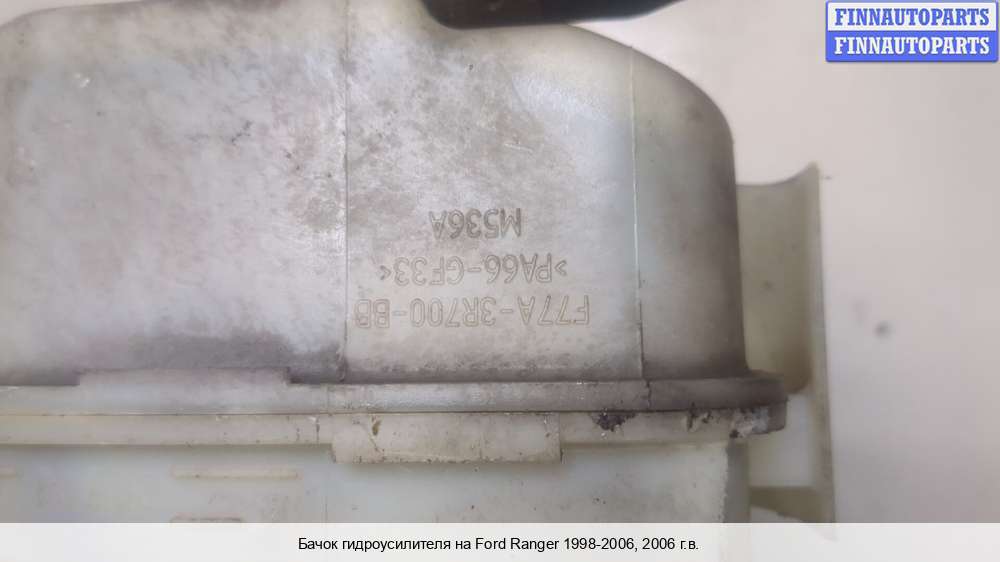 FINNAUTOPARTS
FINNAUTOPARTS
F77A-3R700-BB
>PA66-GF33<
M536A
Бачок гидроусилителя на Ford Ranger 1998-2006, 2006 г.в.